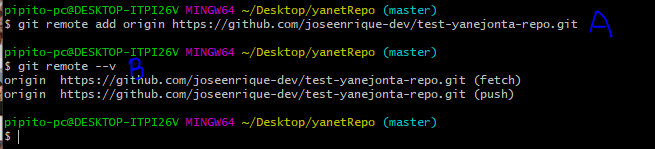 pipito-pc@DESKTOP-ITPI26V MINGW64 ~/Desktop/yanetRepo (master)
$ git remote add origin https://github.com/joseenrique-dev/test-yanejonta-repo.git A
pipito-pc@DESKTOP-ITPI26V MINGW64 ~/Desktop/yanetRepo (master)
$ git remote --v B
origin https://github.com/joseenrique-dev/test-yanejonta-repo.git (fetch)
origin https://github.com/joseenrique-dev/test-yanejonta-repo.git (push)
pipito-pc@DESKTOP-ITPI26V MINGW64 ~/Desktop/yanetRepo (master)
$